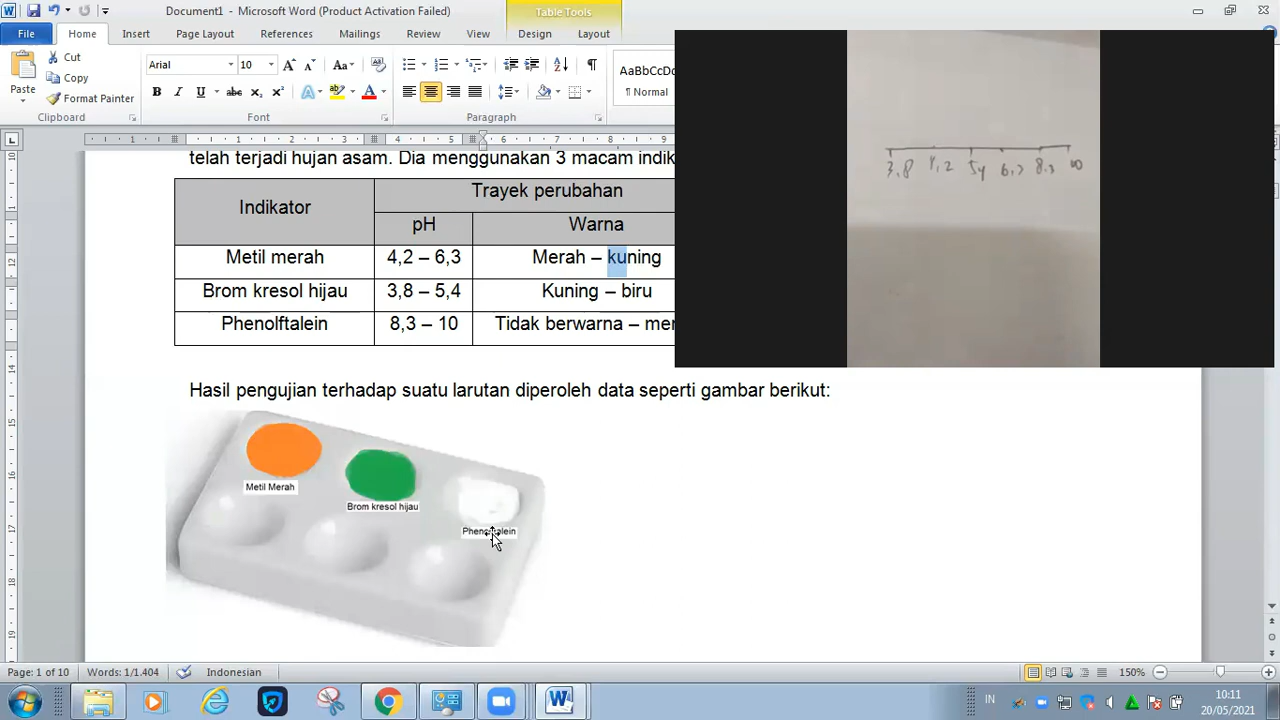 Document1 - Microsoft Word (Product Activation Failed)
Table Tools
File Home Insert Page Layout References Mailings Review View Design Layout
Cut
Copy
Format Painter
Paste
Clipboard
Arial 10
Font
Paragraph
AaBbCcDc
¶ Normal
telah terjadi hujan asam. Dia menggunakan 3 macam indik
Indikator
Trayek perubahan
pH
Warna
Metil merah 4,2 – 6,3 Merah – kuning
Brom kresol hijau 3,8 – 5,4 Kuning – biru
Phenolftalein 8,3 – 10 Tidak berwarna – mer
3,8 4,2 5,4 6,3 8,3 10
Hasil pengujian terhadap suatu larutan diperoleh data seperti gambar berikut:
Metil Merah
Brom kresol hijau
Phenolftalein
Page: 1 of 10 Words: 1/1.404 Indonesian 150%
IN
10:11
20/05/2021